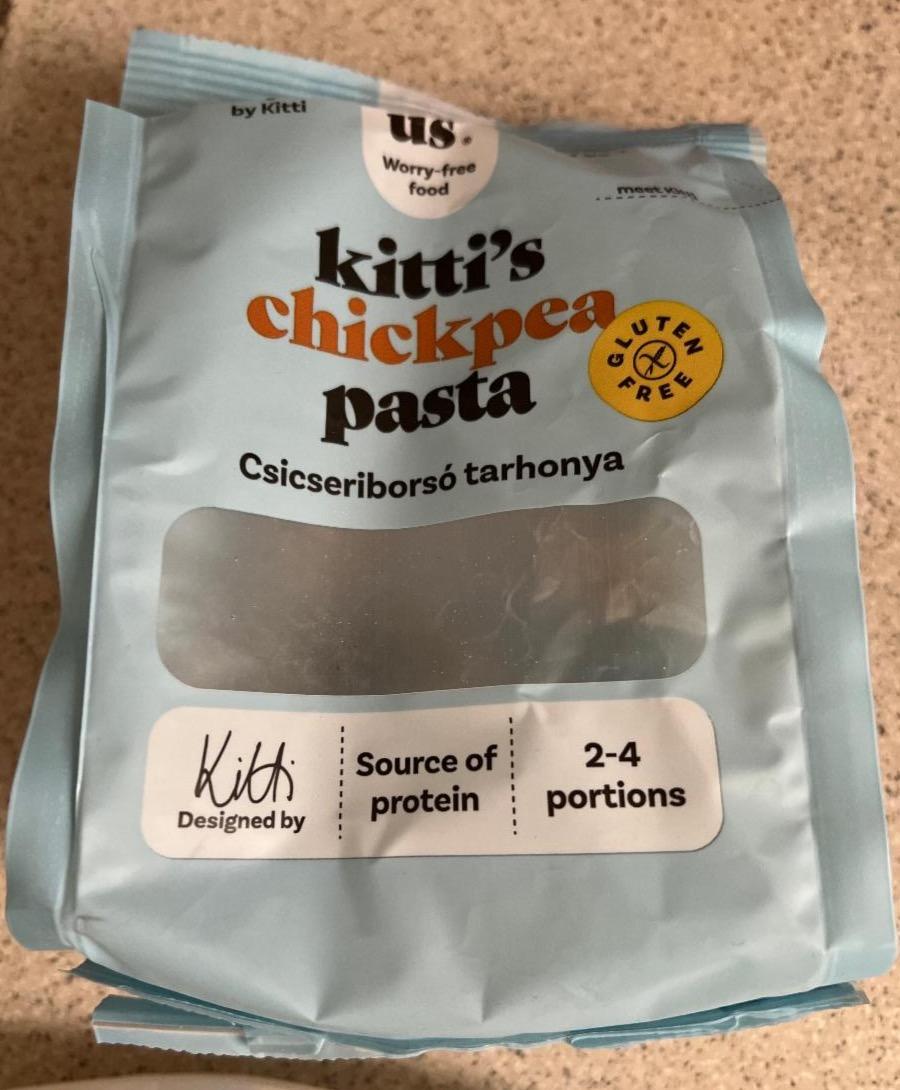 by Kitti
us.
Worry-free
food
meet Kitti
kitti's
chickpea
pasta
GLUTEN
FREE
Csicseriborsó tarhonya
Kitti
Designed by
Source of
protein
2-4
portions